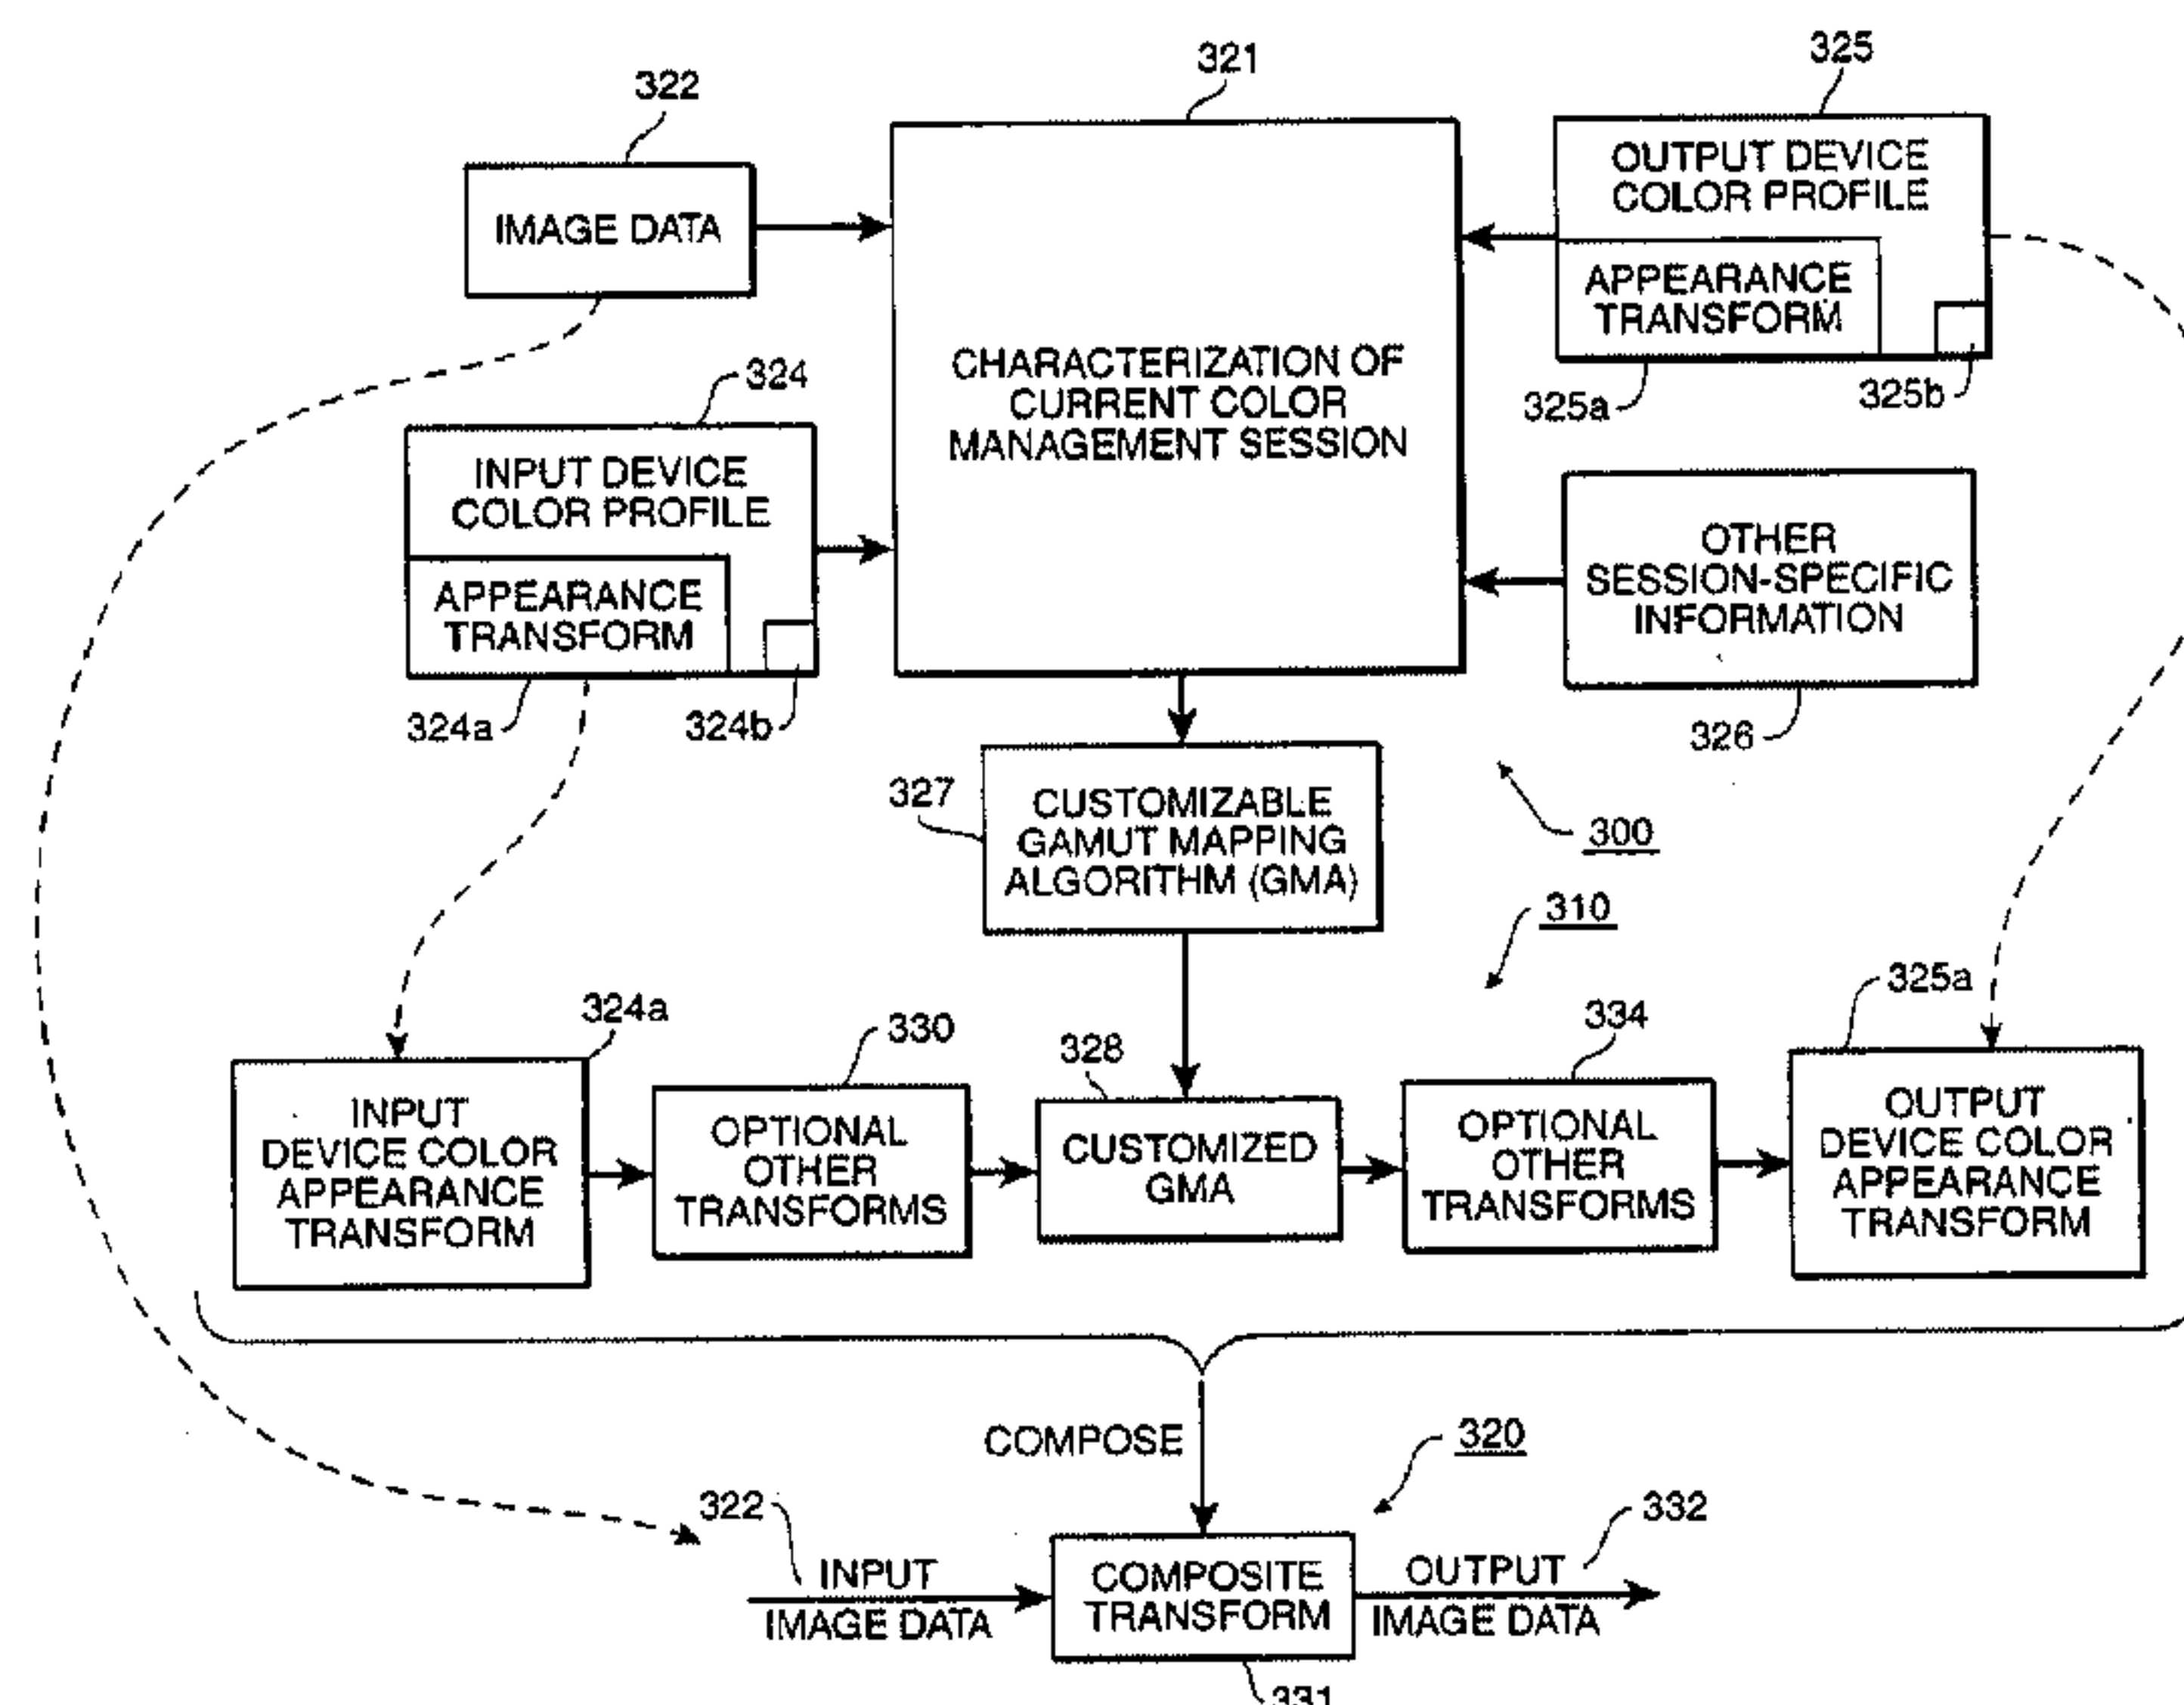 322
321
325
IMAGE DATA
CHARACTERIZATION OF
CURRENT COLOR
MANAGEMENT SESSION
OUTPUT DEVICE
COLOR PROFILE
APPEARANCE
TRANSFORM
325a
325b
324
INPUT DEVICE
COLOR PROFILE
APPEARANCE
TRANSFORM
324a
324b
OTHER
SESSION-SPECIFIC
INFORMATION
326
327
CUSTOMIZABLE
GAMUT MAPPING
ALGORITHM (GMA)
300
310
324a
330
328
334
325a
INPUT
DEVICE COLOR
APPEARANCE
TRANSFORM
OPTIONAL
OTHER
TRANSFORMS
CUSTOMIZED
GMA
OPTIONAL
OTHER
TRANSFORMS
OUTPUT
DEVICE COLOR
APPEARANCE
TRANSFORM
COMPOSE
320
322
332
INPUT
IMAGE DATA
COMPOSITE
TRANSFORM
OUTPUT
IMAGE DATA
331